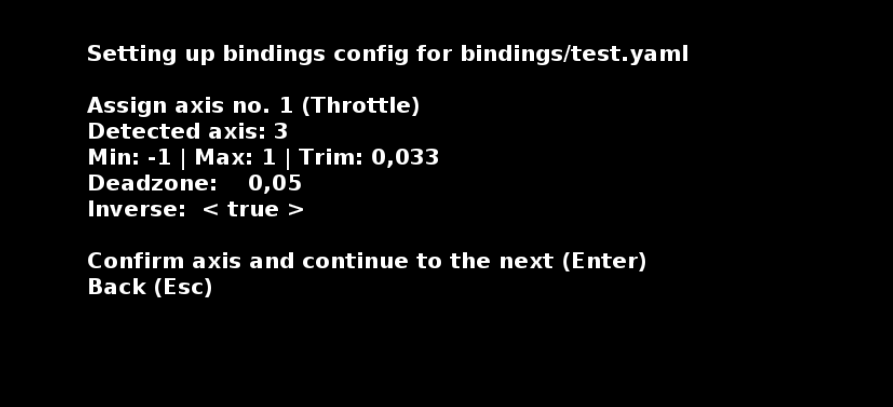 Setting up bindings config for bindings/test.yaml
Assign axis no. 1 (Throttle)
Detected axis: 3
Min: -1 | Max: 1 | Trim: 0,033
Deadzone: 0,05
Inverse: < true >
Confirm axis and continue to the next (Enter)
Back (Esc)